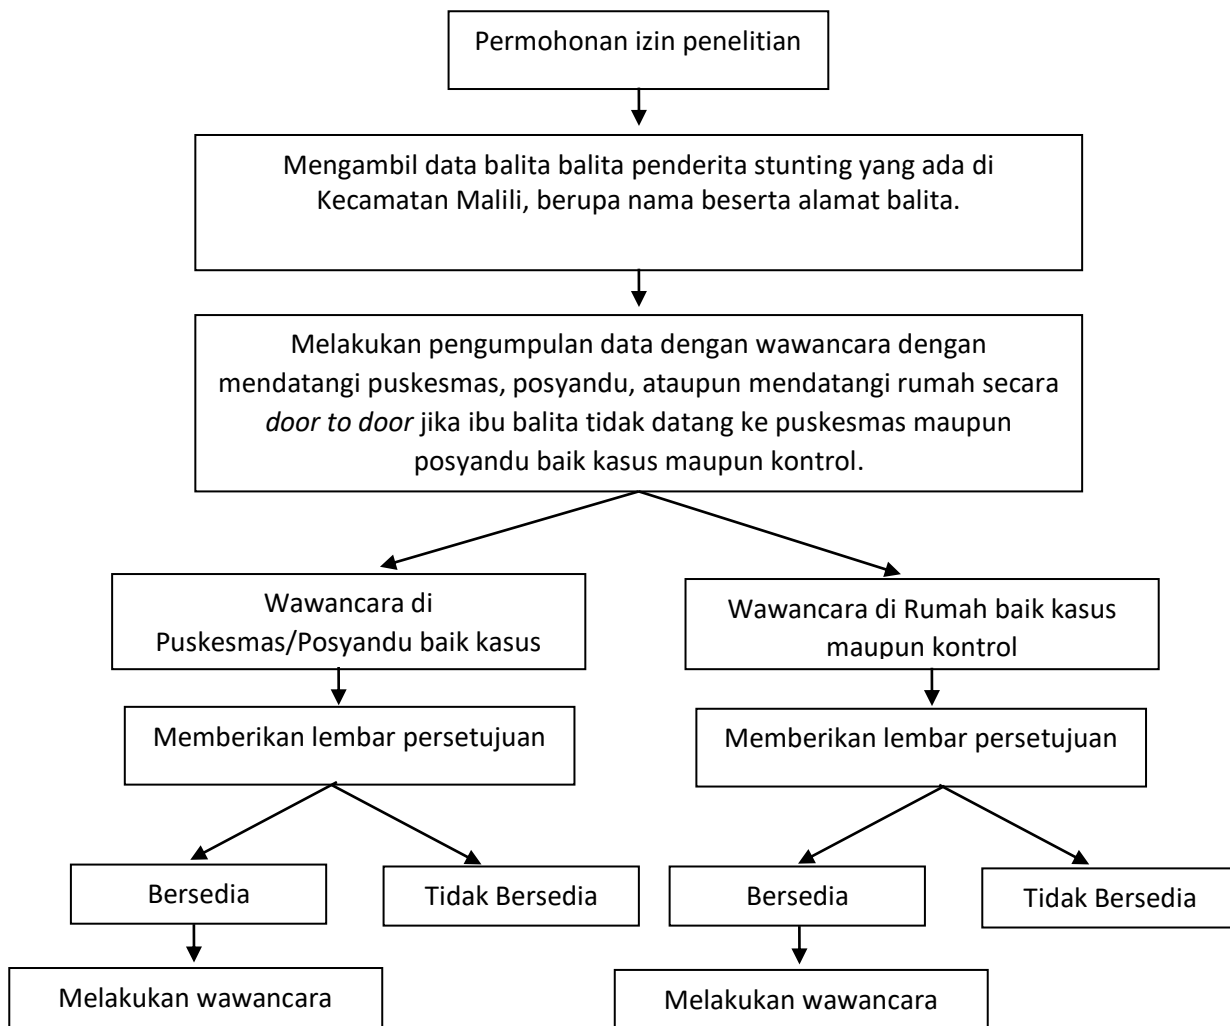 Permohonan izin penelitian
Mengambil data balita balita penderita stunting yang ada di
Kecamatan Malili, berupa nama beserta alamat balita.
Melakukan pengumpulan data dengan wawancara dengan
mendatangi puskesmas, posyandu, ataupun mendatangi rumah secara
door to door jika ibu balita tidak datang ke puskesmas maupun
posyandu baik kasus maupun kontrol.
Wawancara di
Puskesmas/Posyandu baik kasus
Wawancara di Rumah baik kasus
maupun kontrol
Memberikan lembar persetujuan
Memberikan lembar persetujuan
Bersedia
Tidak Bersedia
Bersedia
Tidak Bersedia
Melakukan wawancara
Melakukan wawancara